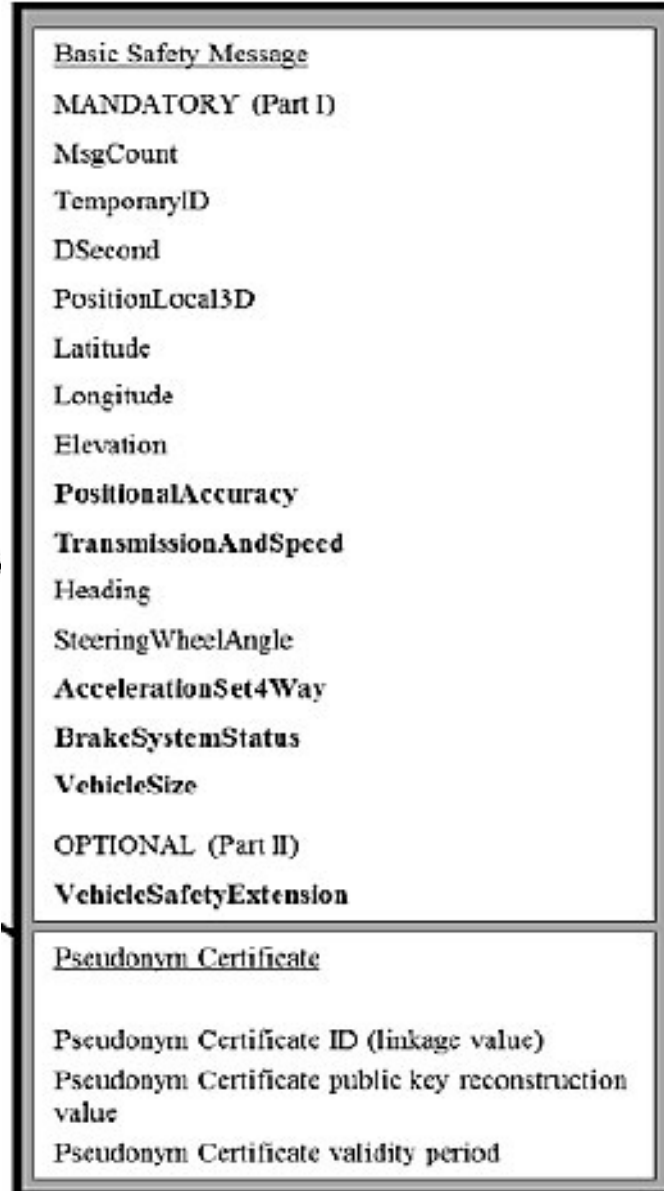 Basic Safety Message
MANDATORY (Part I)
MsgCount
TemporaryID
DSecond
PositionLocal3D
Latitude
Longitude
Elevation
PositionalAccuracy
TransmissionAndSpeed
Heading
SteeringWheelAngle
AccelerationSet4Way
BrakeSystemStatus
VehicleSize
OPTIONAL (Part II)
VehicleSafetyExtension
Pseudonym Certificate
Pseudonym Certificate ID (linkage value)
Pseudonym Certificate public key reconstruction
value
Pseudonym Certificate validity period